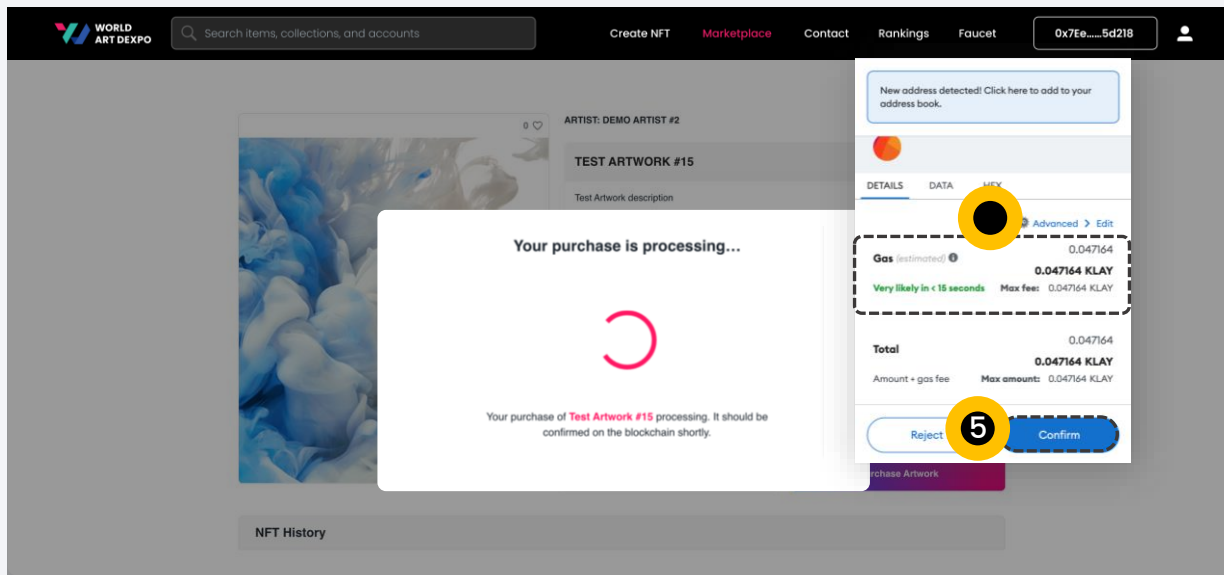 WORLD
ART DEXPO
Search items, collections, and accounts
Create NFT
Marketplace
Contact
Rankings
Faucet
0x7Ee......5d218
New address detected! Click here to add to your
address book.
0
ARTIST: DEMO ARTIST #2
TEST ARTWORK #15
Test Artwork description
DETAILS
DATA
HEX
Advanced
Edit
Your purchase is processing...
Gas (estimated)
0.047164
0.047164 KLAY
Very likely in < 15 seconds
Max fee: 0.047164 KLAY
Total
0.047164
0.047164 KLAY
Amount + gas fee
Max amount: 0.047164 KLAY
Your purchase of Test Artwork #15 processing. It should be
confirmed on the blockchain shortly.
Reject
5
Confirm
Artwork
NFT History